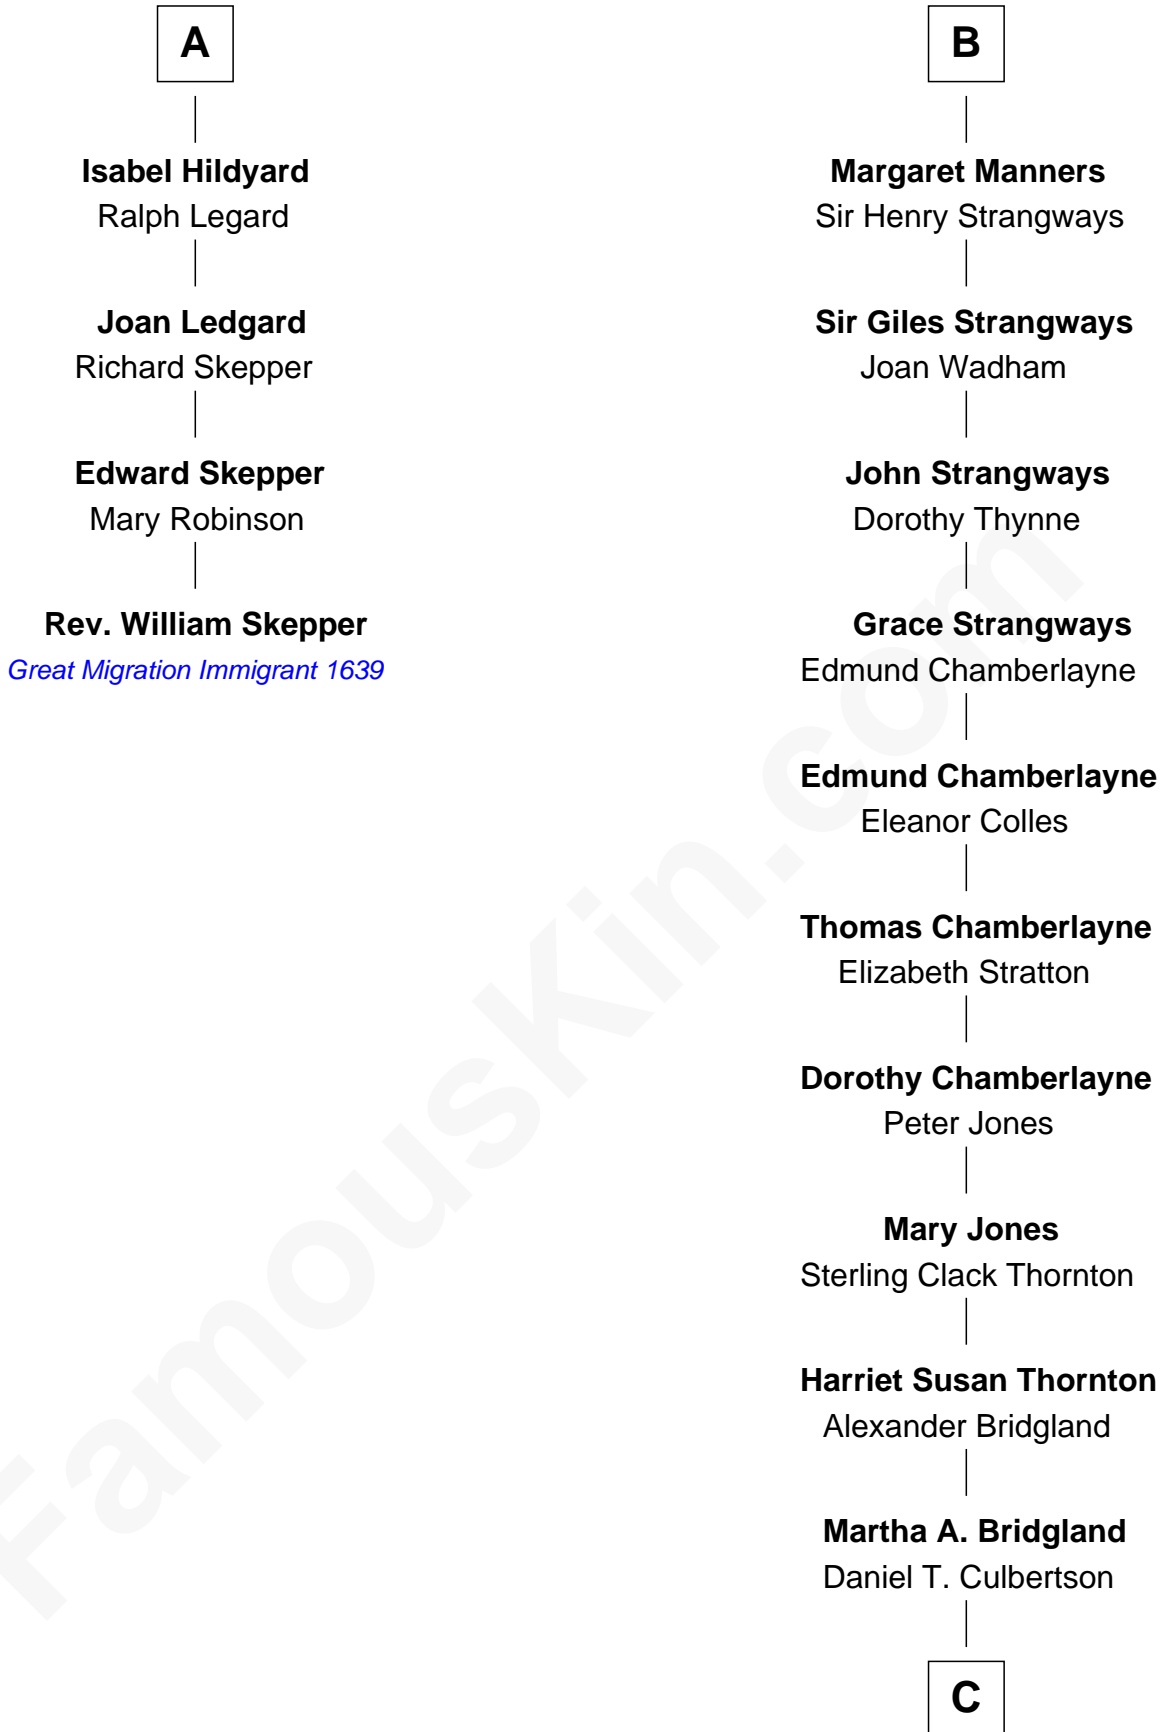 A
Isabel Hildyard
Ralph Legard
Joan Ledgard
Richard Skepper
Edward Skepper
Mary Robinson
Rev. William Skepper
Great Migration Immigrant 1639
B
Margaret Manners
Sir Henry Strangways
Sir Giles Strangways
Joan Wadham
John Strangways
Dorothy Thynne
Grace Strangways
Edmund Chamberlayne
Edmund Chamberlayne
Eleanor Colles
Thomas Chamberlayne
Elizabeth Stratton
Dorothy Chamberlayne
Peter Jones
Mary Jones
Sterling Clack Thornton
Harriet Susan Thornton
Alexander Bridgland
Martha A. Bridgland
Daniel T. Culbertson
C
FamousKin.com